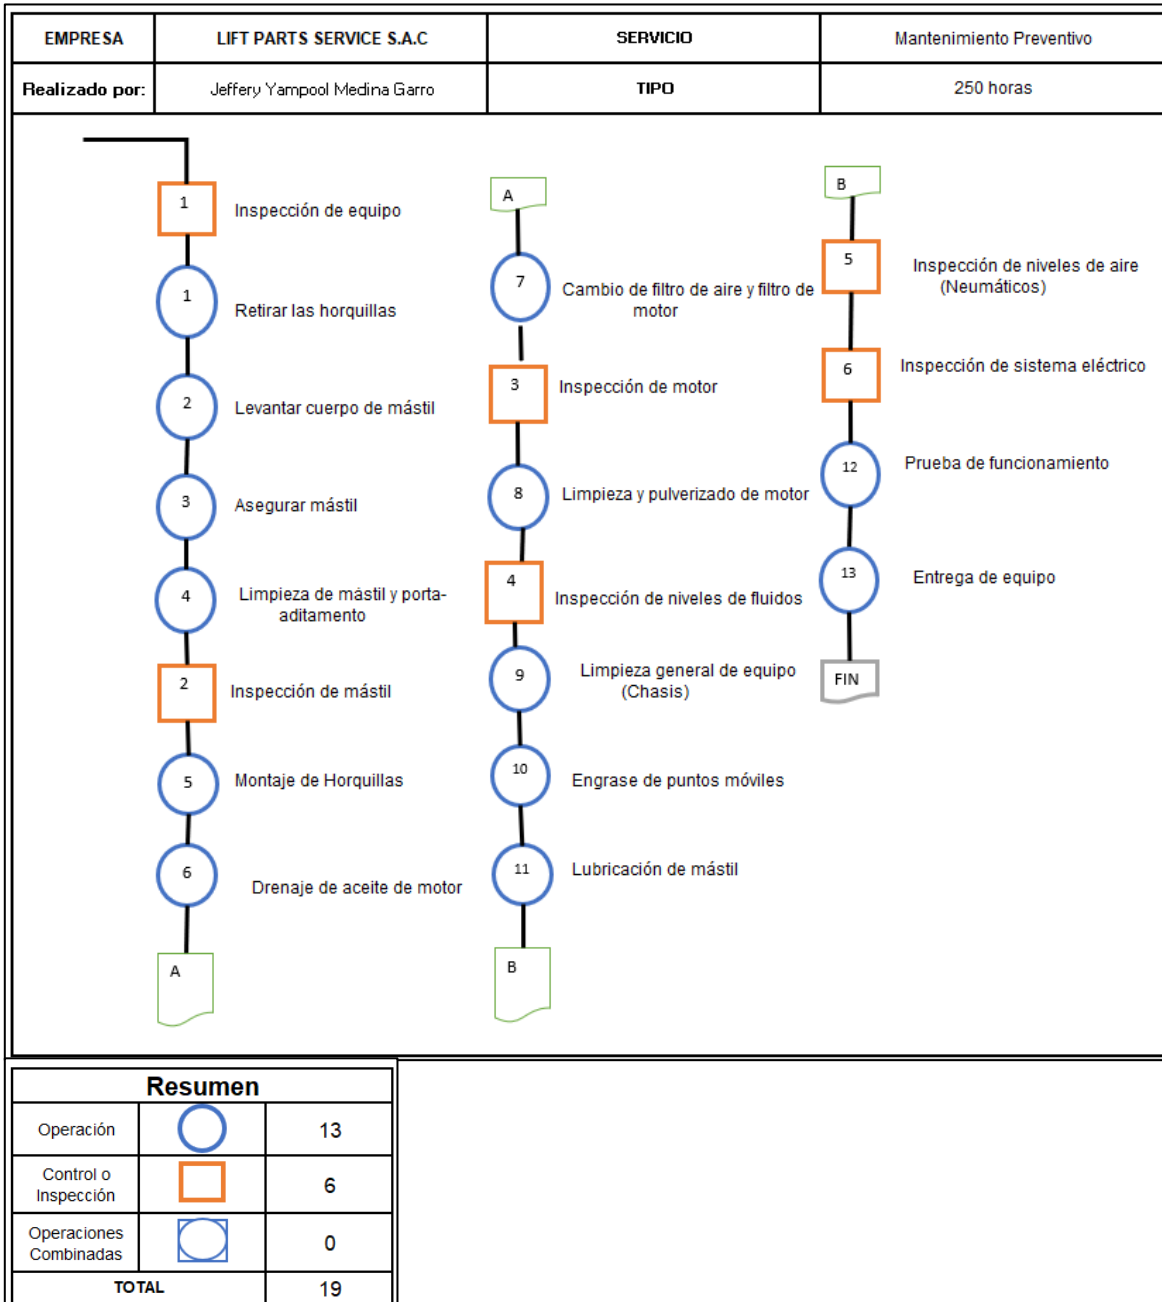 EMPRESA LIFT PARTS SERVICE S.A.C SERVICIO Mantenimiento Preventivo
Realizado por: Jeffery Yampool Medina Garro TIPO 250 horas
1 Inspección de equipo
1 Retirar las horquillas
2 Levantar cuerpo de mástil
3 Asegurar mástil
4 Limpieza de mástil y porta-
aditamento
2 Inspección de mástil
5 Montaje de Horquillas
6 Drenaje de aceite de motor
A
A
7 Cambio de filtro de aire y filtro de
motor
3 Inspección de motor
8 Limpieza y pulverizado de motor
4 Inspección de niveles de fluidos
9 Limpieza general de equipo
(Chasis)
10 Engrase de puntos móviles
11 Lubricación de mástil
B
B
5 Inspección de niveles de aire
(Neumáticos)
6 Inspección de sistema eléctrico
12 Prueba de funcionamiento
13 Entrega de equipo
FIN
Resumen
Operación 13
Control o
Inspección 6
Operaciones
Combinadas 0
TOTAL 19